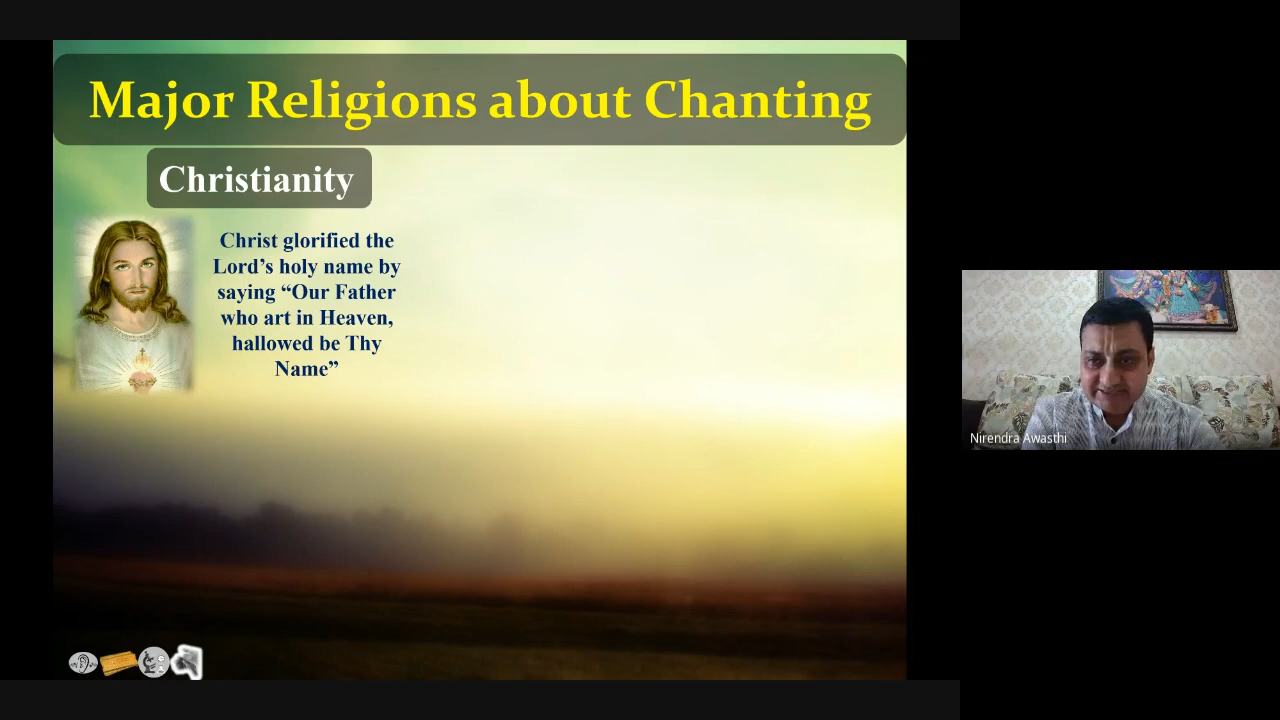 Major Religions about Chanting
Christianity
Christ glorified the
Lord’s holy name by
saying “Our Father
who art in Heaven,
hallowed be Thy
Name”
Nirendra Awasthi